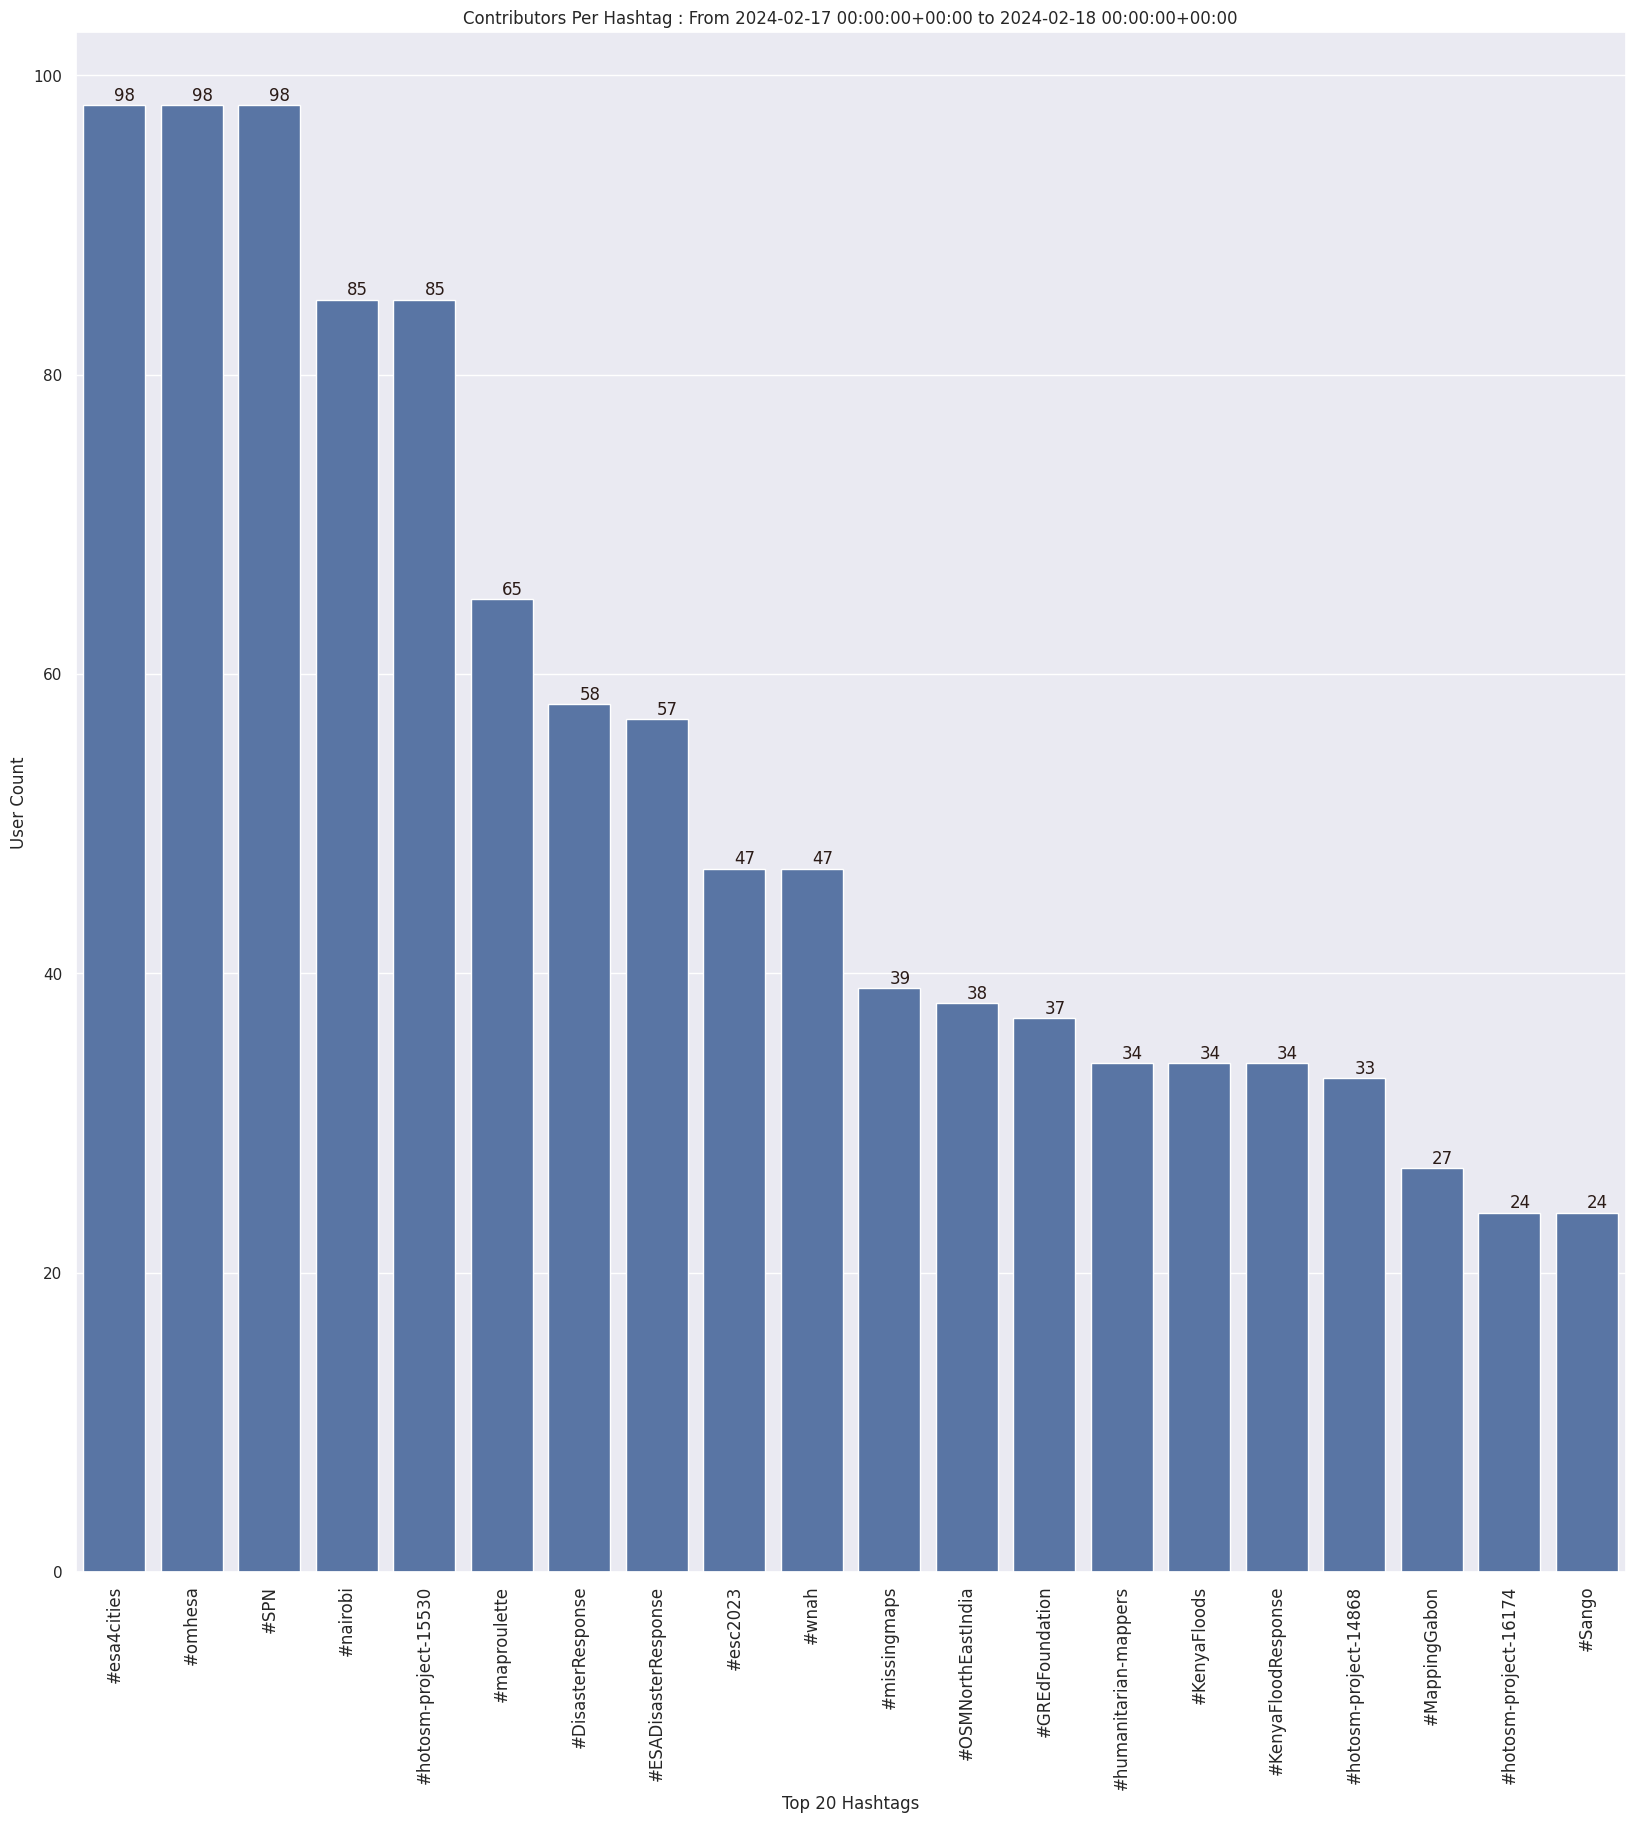 Contributors Per Hashtag : From 2024-02-17 00:00:00+00:00 to 2024-02-18 00:00:00+00:00
User Count
100
80
60
40
20
0
98
98
98
85
85
65
58
57
47
47
39
38
37
34
34
34
33
27
24
24
#esa4cities
#omhesa
#SPN
#nairobi
#hotosm-project-15530
#maproulette
#DisasterResponse
#ESADisasterResponse
#esc2023
#wnah
#missingmaps
#OSMNorthEastIndia
#GREdFoundation
#humanitarian-mappers
#KenyaFloods
#KenyaFloodResponse
#hotosm-project-14868
#MappingGabon
#hotosm-project-16174
#Sango
Top 20 Hashtags